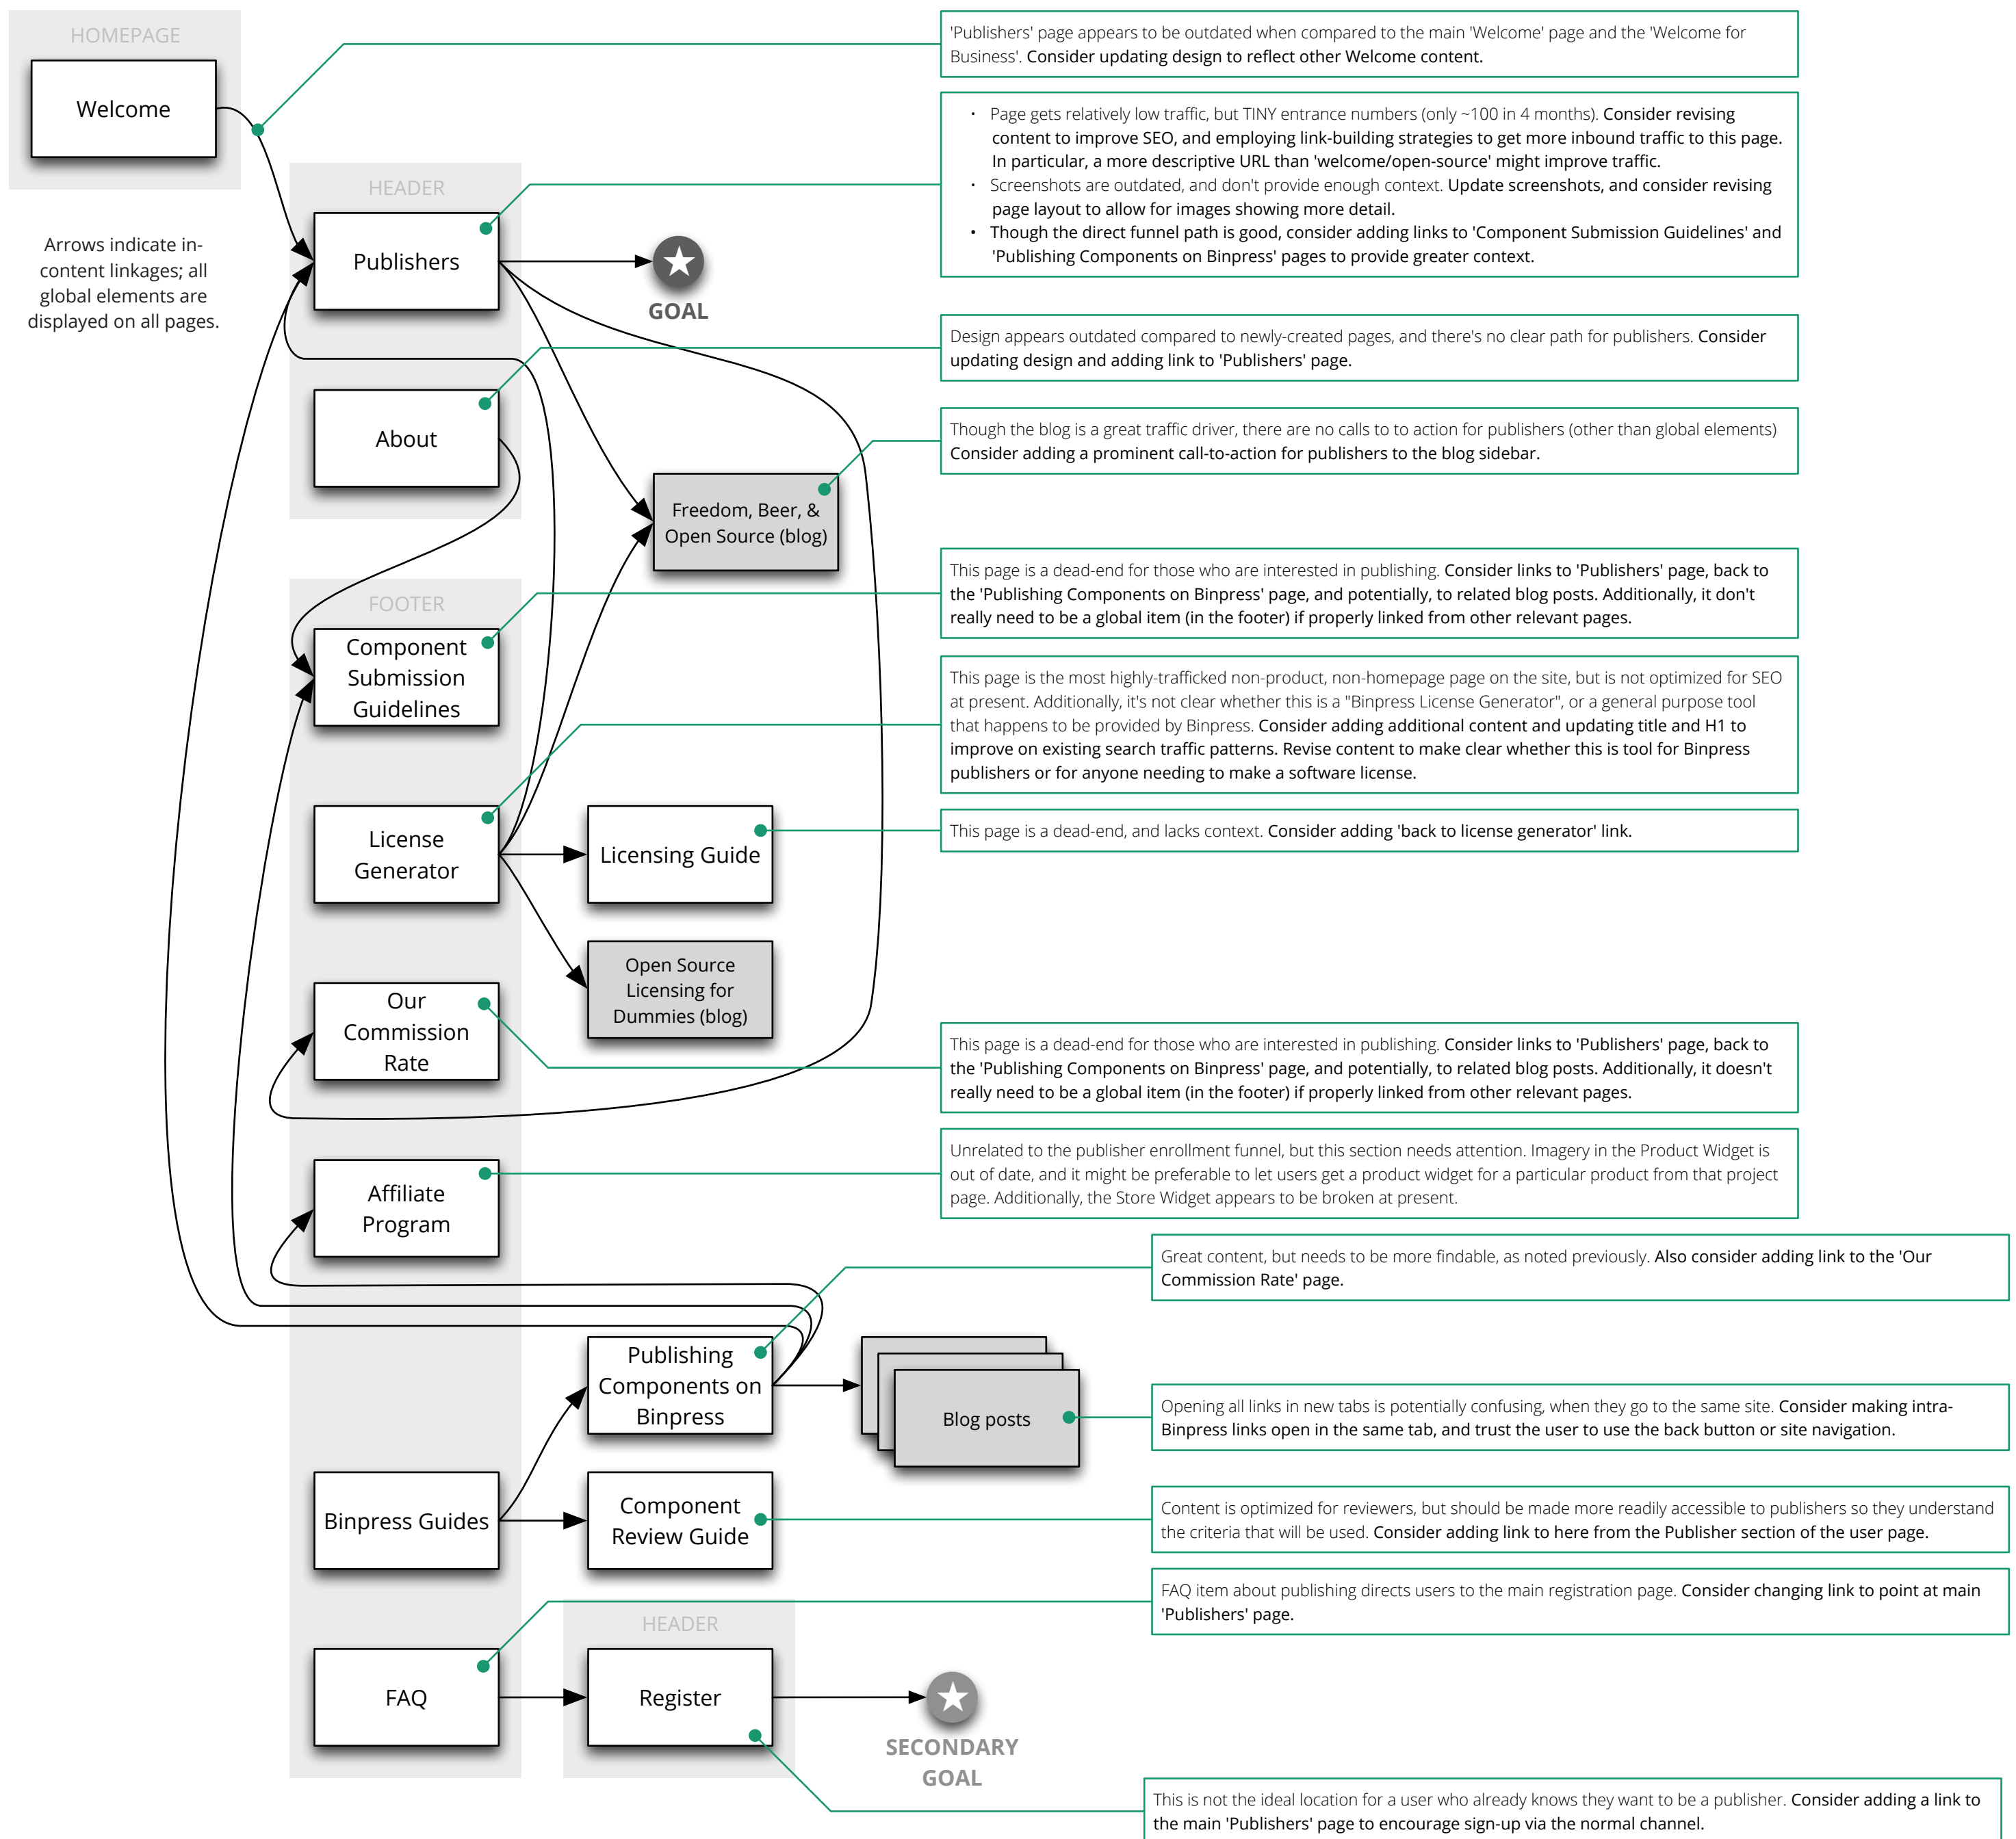 HOMEPAGE
Welcome
Arrows indicate in-
content linkages; all
global elements are
displayed on all pages.
HEADER
Publishers
GOAL
About
Freedom, Beer, &
Open Source (blog)
FOOTER
Component
Submission
Guidelines
License
Generator
Licensing Guide
Open Source
Licensing for
Dummies (blog)
Our
Commission
Rate
Affiliate
Program
Publishing
Components on
Binpress
Blog posts
Binpress Guides
Component
Review Guide
HEADER
FAQ
Register
SECONDARY
GOAL
'Publishers' page appears to be outdated when compared to the main 'Welcome' page and the 'Welcome for
Business'. Consider updating design to reflect other Welcome content.
• Page gets relatively low traffic, but TINY entrance numbers (only ~100 in 4 months). Consider revising
content to improve SEO, and employing link-building strategies to get more inbound traffic to this page.
In particular, a more descriptive URL than 'welcome/open-source' might improve traffic.
• Screenshots are outdated, and don't provide enough context. Update screenshots, and consider revising
page layout to allow for images showing more detail.
• Though the direct funnel path is good, consider adding links to 'Component Submission Guidelines' and
'Publishing Components on Binpress' pages to provide greater context.
Design appears outdated compared to newly-created pages, and there's no clear path for publishers. Consider
updating design and adding link to 'Publishers' page.
Though the blog is a great traffic driver, there are no calls to to action for publishers (other than global elements)
Consider adding a prominent call-to-action for publishers to the blog sidebar.
This page is a dead-end for those who are interested in publishing. Consider links to 'Publishers' page, back to
the 'Publishing Components on Binpress' page, and potentially, to related blog posts. Additionally, it don't
really need to be a global item (in the footer) if properly linked from other relevant pages.
This page is the most highly-trafficked non-product, non-homepage page on the site, but is not optimized for SEO
at present. Additionally, it's not clear whether this is a "Binpress License Generator", or a general purpose tool
that happens to be provided by Binpress. Consider adding additional content and updating title and H1 to
improve on existing search traffic patterns. Revise content to make clear whether this is tool for Binpress
publishers or for anyone needing to make a software license.
This page is a dead-end, and lacks context. Consider adding 'back to license generator' link.
This page is a dead-end for those who are interested in publishing. Consider links to 'Publishers' page, back to
the 'Publishing Components on Binpress' page, and potentially, to related blog posts. Additionally, it doesn't
really need to be a global item (in the footer) if properly linked from other relevant pages.
Unrelated to the publisher enrollment funnel, but this section needs attention. Imagery in the Product Widget is
out of date, and it might be preferable to let users get a product widget for a particular product from that project
page. Additionally, the Store Widget appears to be broken at present.
Great content, but needs to be more findable, as noted previously. Also consider adding link to the 'Our
Commission Rate' page.
Opening all links in new tabs is potentially confusing, when they go to the same site. Consider making intra-
Binpress links open in the same tab, and trust the user to use the back button or site navigation.
Content is optimized for reviewers, but should be made more readily accessible to publishers so they understand
the criteria that will be used. Consider adding link to here from the Publisher section of the user page.
FAQ item about publishing directs users to the main registration page. Consider changing link to point at main
'Publishers' page.
This is not the ideal location for a user who already knows they want to be a publisher. Consider adding a link to
the main 'Publishers' page to encourage sign-up via the normal channel.